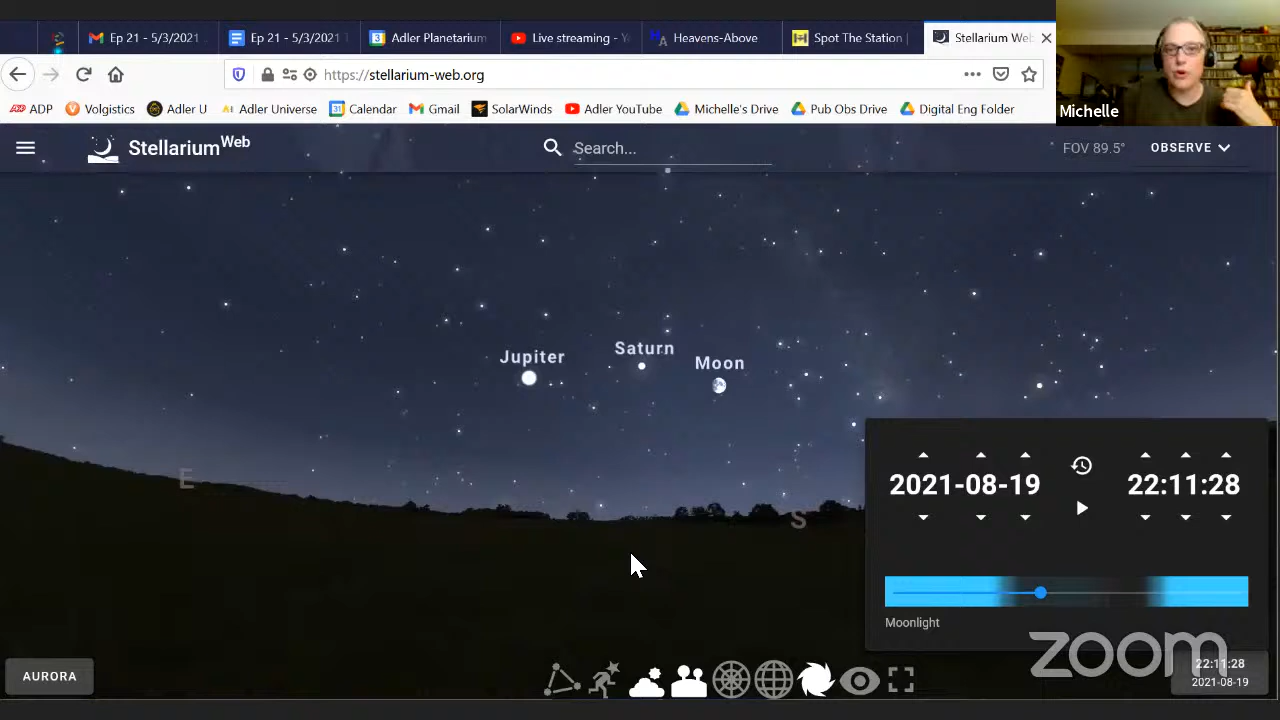 Ep 21 - 5/3/2021
Ep 21 - 5/3/2021
Adler Planetarium
Live streaming - Y
Heavens-Above
Spot The Station |
Stellarium Web
https://stellarium-web.org
ADP
Volgistics
Adler U
Adler Universe
Calendar
Gmail
SolarWinds
Adler YouTube
Michelle's Drive
Pub Obs Drive
Digital Eng Folder
Michelle
StellariumWeb
Search...
FOV 89.5°
OBSERVE
Jupiter
Saturn
Moon
E
S
2021-08-19
22:11:28
Moonlight
zoom
22:11:28
2021-08-19
AURORA